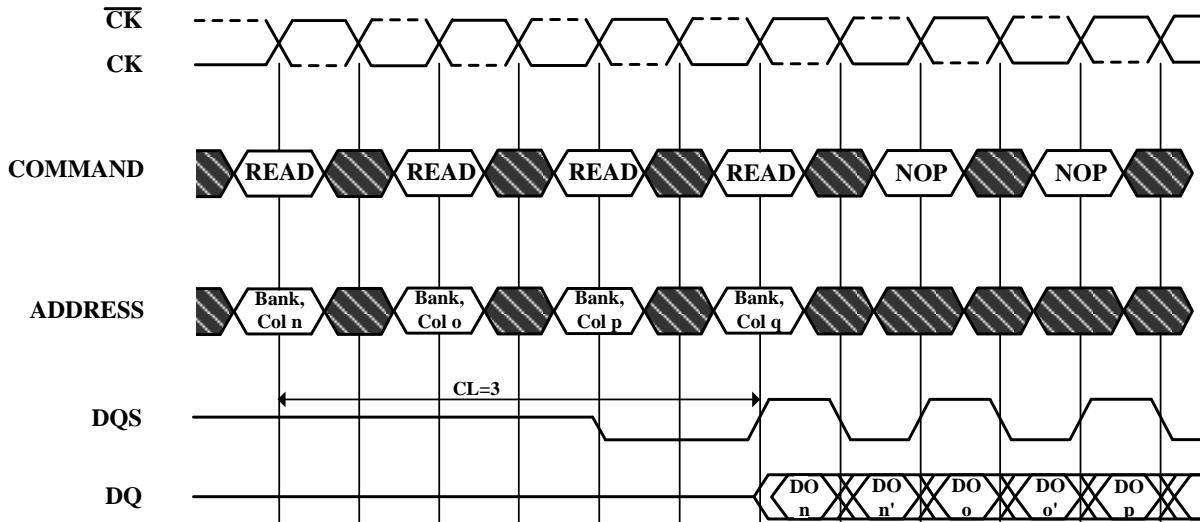 CK
CK
COMMAND
READ READ READ READ NOP NOP
ADDRESS
Bank, Bank, Bank, Bank,
Col n Col o Col p Col q
CL=3
DQS
DQ
DO DO DO DO DO
n n' o o' p